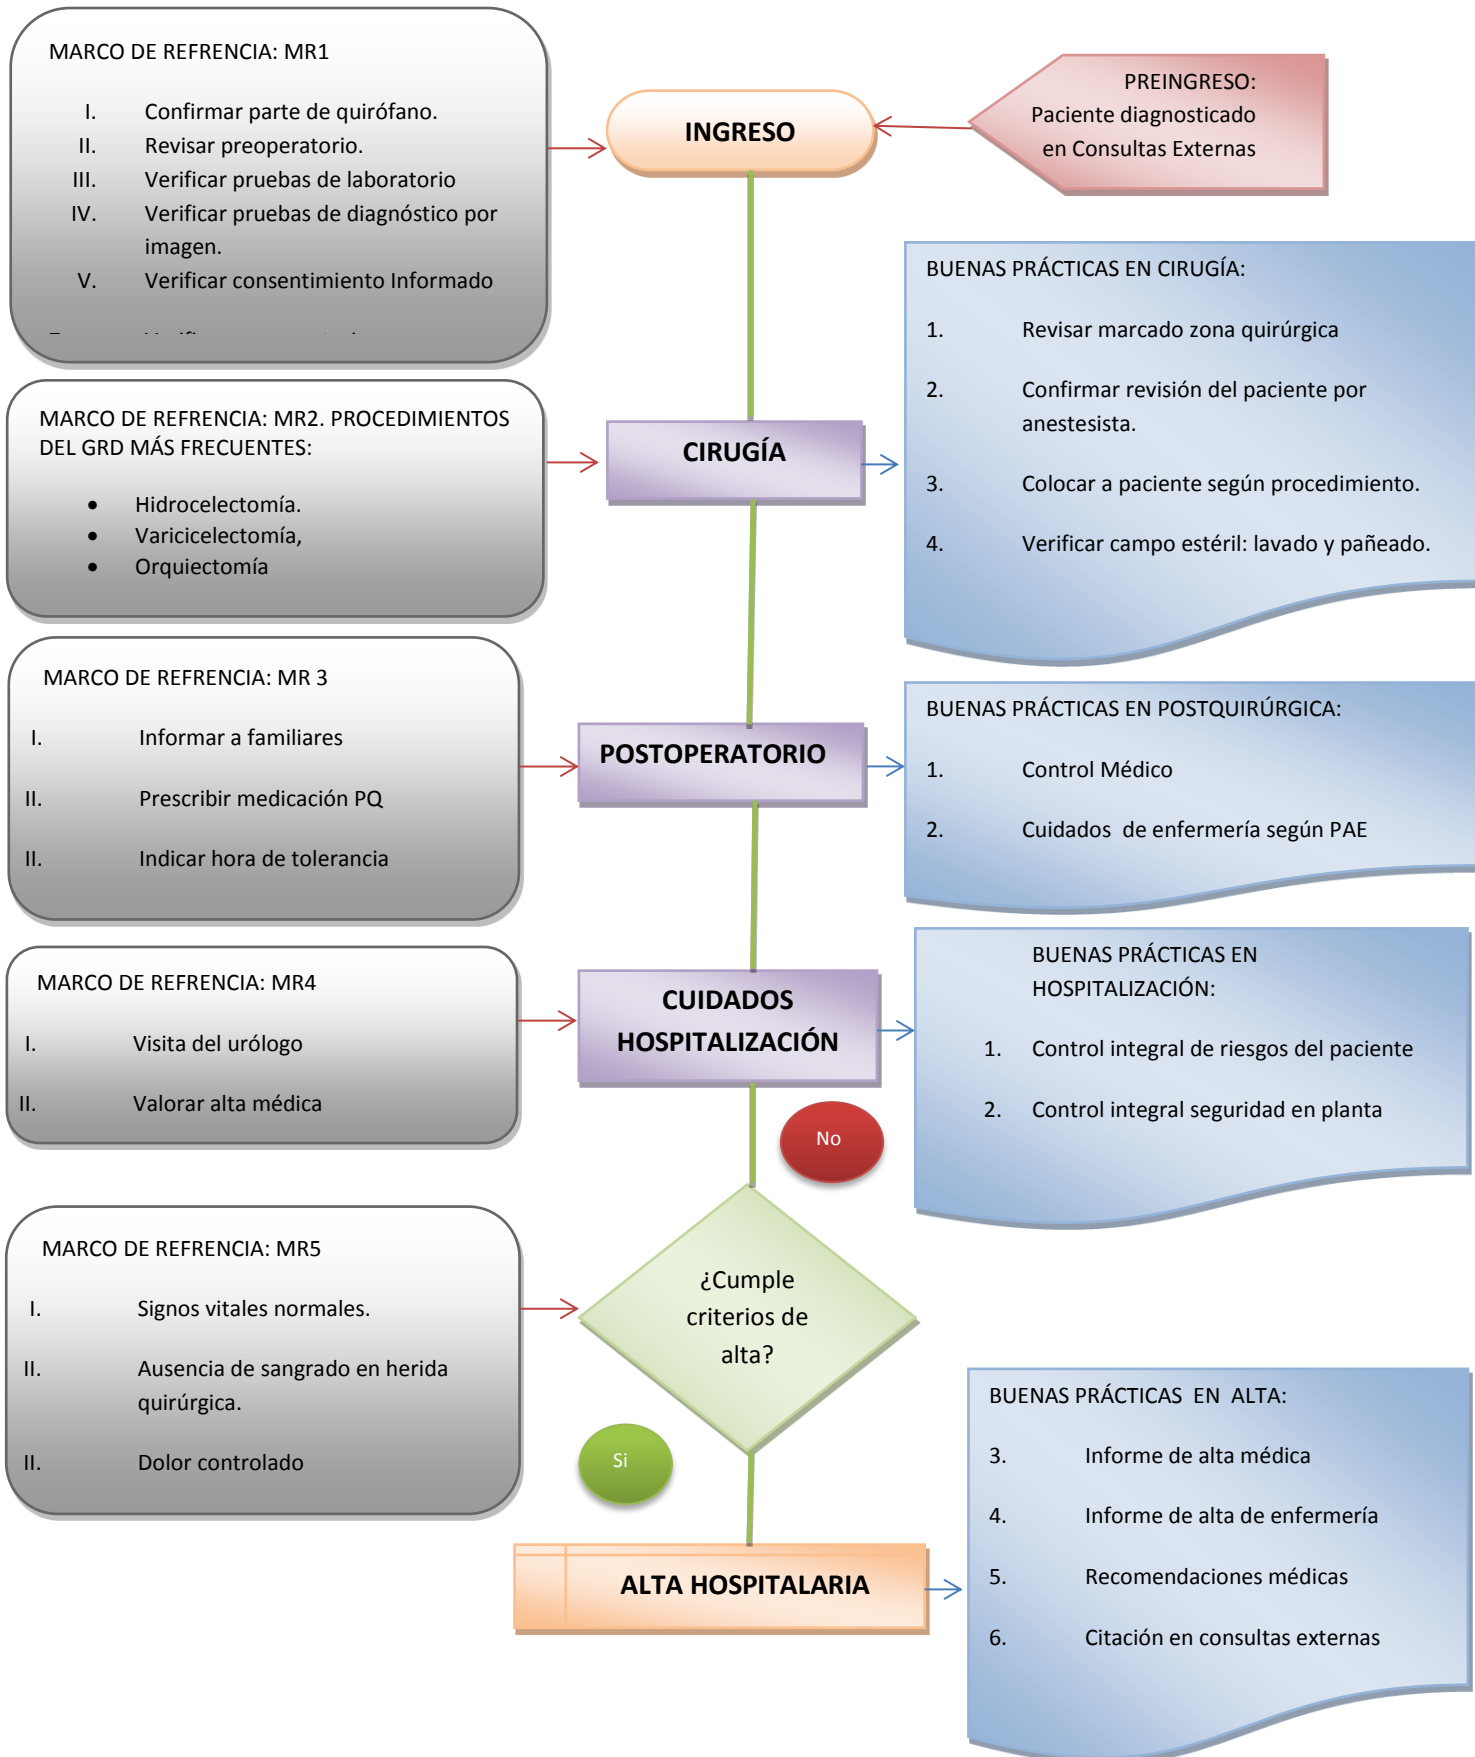 MARCO DE REFRENCIA: MR1
I. Confirmar parte de quirófano.
II. Revisar preoperatorio.
III. Verificar pruebas de laboratorio
IV. Verificar pruebas de diagnóstico por
imagen.
V. Verificar consentimiento Informado
INGRESO
PREINGRESO:
Paciente diagnosticado
en Consultas Externas
MARCO DE REFRENCIA: MR2. PROCEDIMIENTOS
DEL GRD MÁS FRECUENTES:
• Hidrocelectomía.
• Varicicelectomía,
• Orquiectomía
CIRUGÍA
BUENAS PRÁCTICAS EN CIRUGÍA:
1. Revisar marcado zona quirúrgica
2. Confirmar revisión del paciente por
anestesista.
3. Colocar a paciente según procedimiento.
4. Verificar campo estéril: lavado y pañeado.
MARCO DE REFRENCIA: MR 3
I. Informar a familiares
II. Prescribir medicación PQ
II. Indicar hora de tolerancia
POSTOPERATORIO
BUENAS PRÁCTICAS EN POSTQUIRÚRGICA:
1. Control Médico
2. Cuidados de enfermería según PAE
MARCO DE REFRENCIA: MR4
I. Visita del urólogo
II. Valorar alta médica
CUIDADOS
HOSPITALIZACIÓN
BUENAS PRÁCTICAS EN
HOSPITALIZACIÓN:
1. Control integral de riesgos del paciente
2. Control integral seguridad en planta
No
MARCO DE REFRENCIA: MR5
I. Signos vitales normales.
II. Ausencia de sangrado en herida
quirúrgica.
II. Dolor controlado
¿Cumple
criterios de
alta?
Si
ALTA HOSPITALARIA
BUENAS PRÁCTICAS EN ALTA:
3. Informe de alta médica
4. Informe de alta de enfermería
5. Recomendaciones médicas
6. Citación en consultas externas